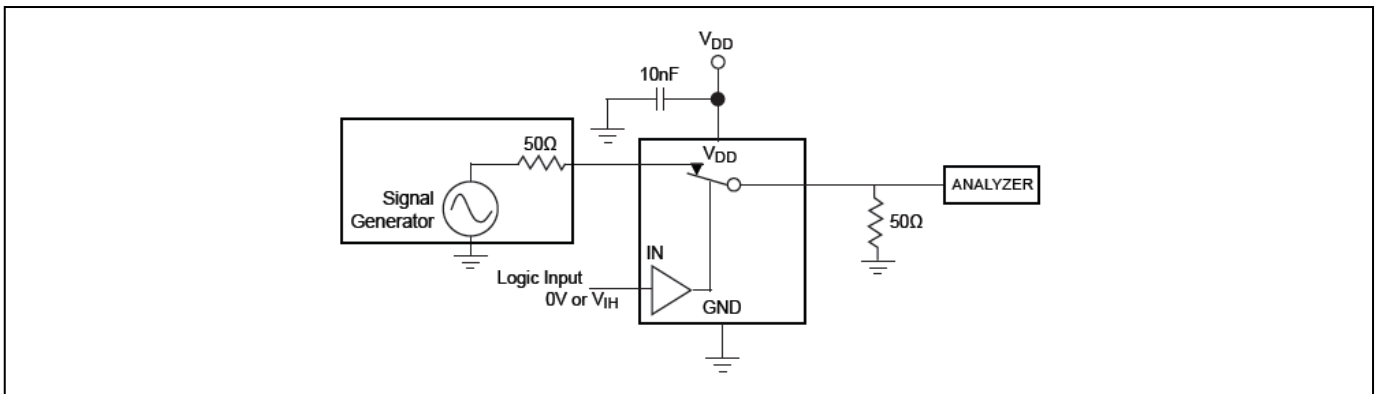 VDD
10nF
50Ω
VDD
ANALYZER
Signal
Generator
50Ω
IN
Logic Input
0V or VIH
GND